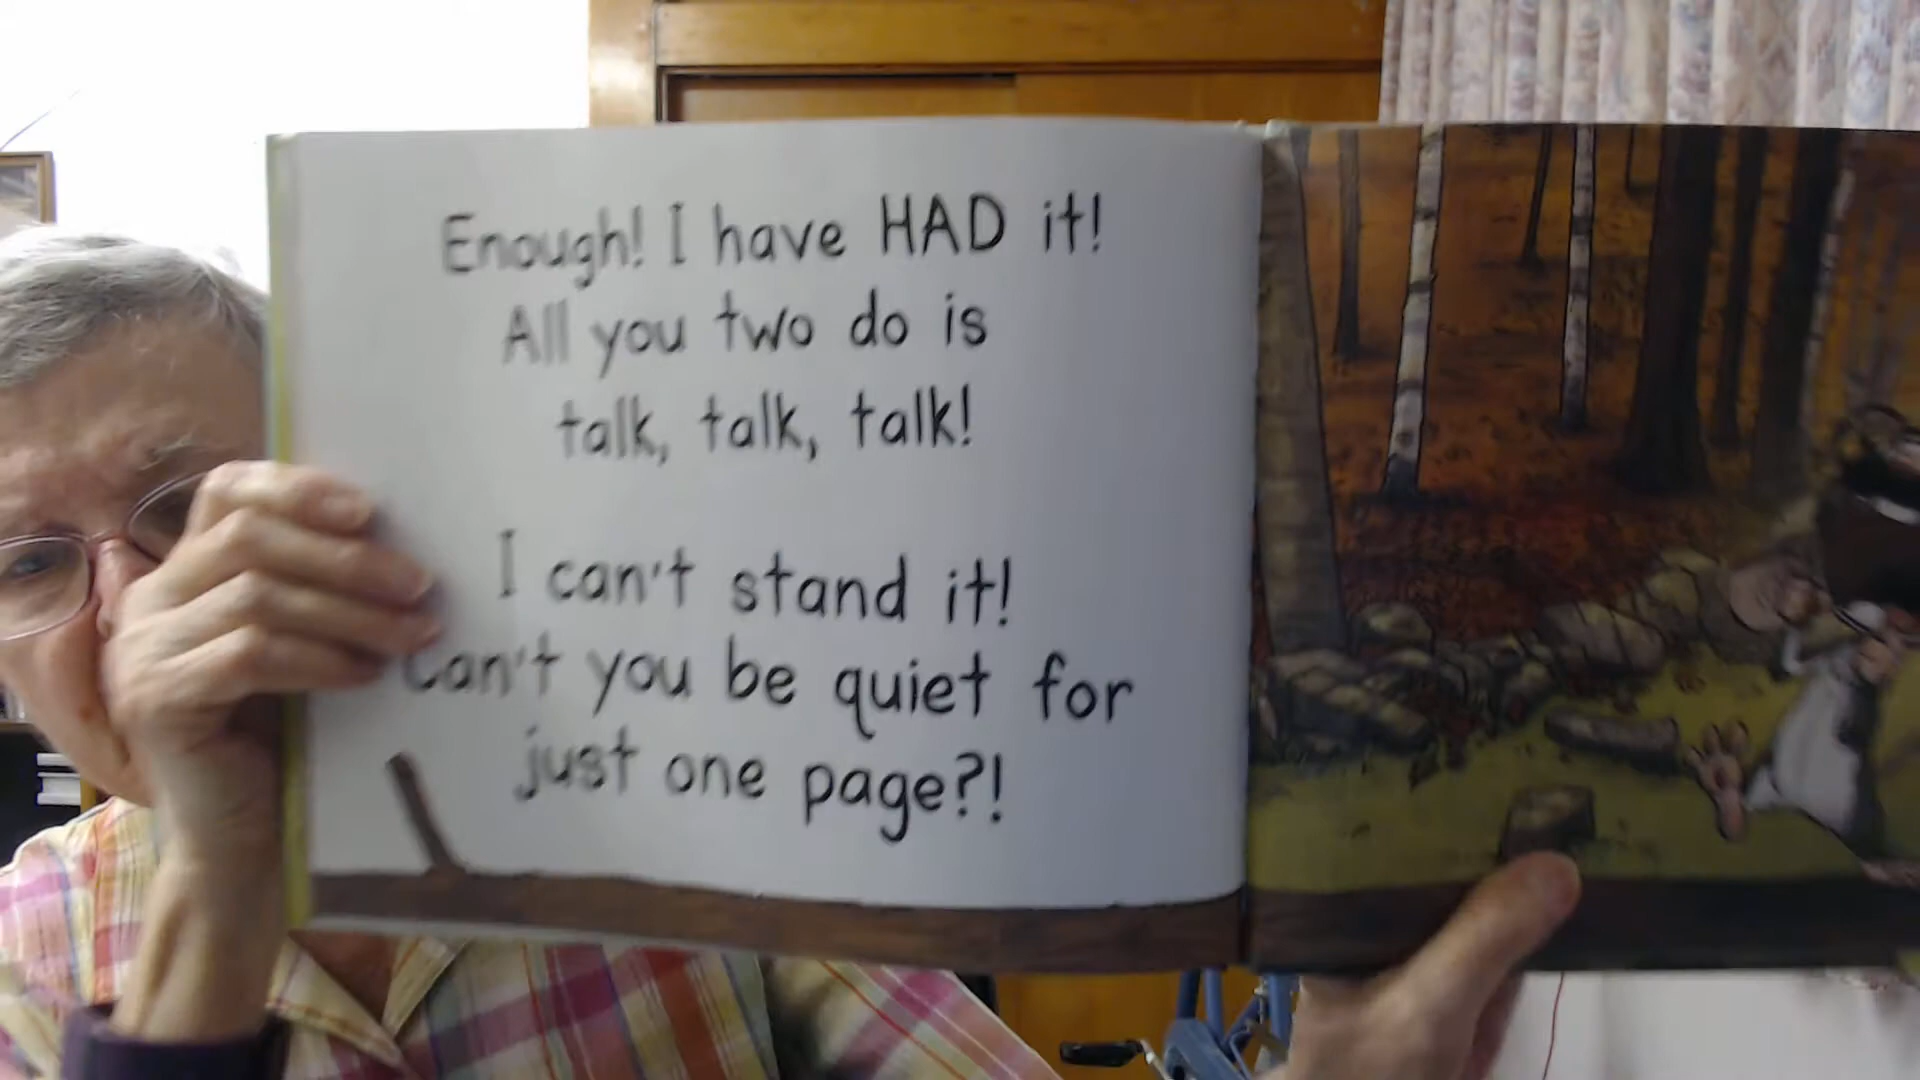 Enough! I have HAD it!
All you two do is
talk, talk, talk!
I can't stand it!
Can't you be quiet for
just one page?!